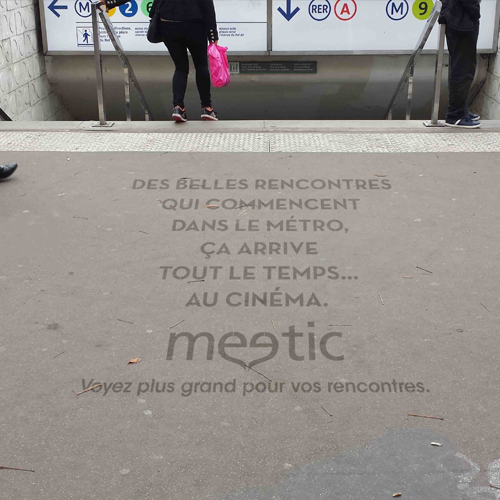 M 2 6
RER A
M 9
DES BELLES RENCONTRES
QUI COMMENCENT
DANS LE MÉTRO,
ÇA ARRIVE
TOUT LE TEMPS...
AU CINÉMA.
meetic
Voyez plus grand pour vos rencontres.